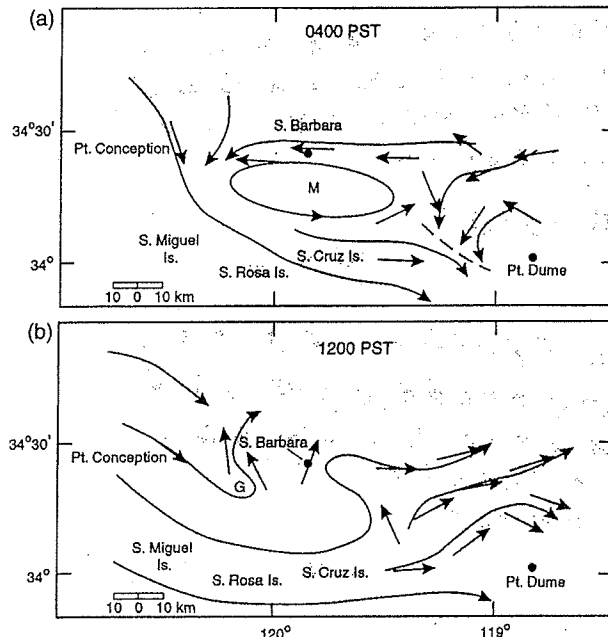 (a)
0400 PST
34°30'
S. Barbara
Pt. Conception
M
S. Miguel
Is.
S. Cruz Is.
S. Rosa Is.
34°
Pt. Dume
10 0 10 km
(b)
1200 PST
34°30'
S. Barbara
Pt. Conception
G
S. Miguel
Is.
S. Cruz Is.
S. Rosa Is.
34°
Pt. Dume
10 0 10 km
120°
119°